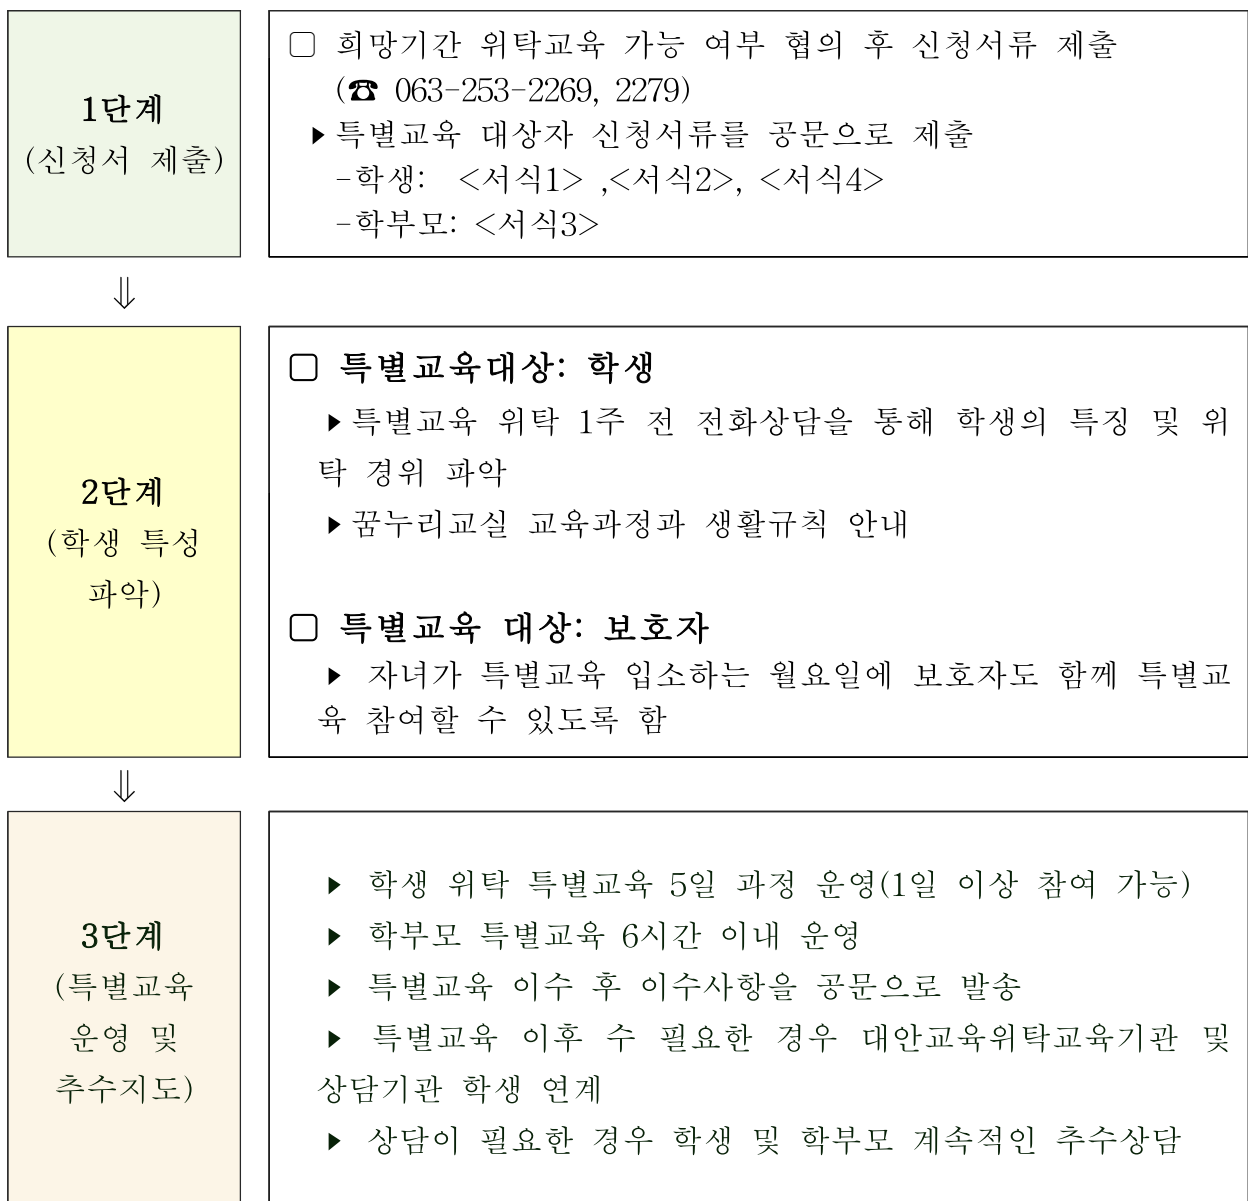 1단계
(신청서 제출)
□ 희망기간 위탁교육 가능 여부 협의 후 신청서류 제출
(☎ 063-253-2269, 2279)
▶특별교육 대상자 신청서류를 공문으로 제출
-학생: <서식1> ,<서식2>, <서식4>
-학부모: <서식3>
⇓
2단계
(학생 특성
파악)
□ 특별교육대상: 학생
▶특별교육 위탁 1주 전 전화상담을 통해 학생의 특징 및 위
탁 경위 파악
▶꿈누리교실 교육과정과 생활규칙 안내
□ 특별교육 대상: 보호자
▶ 자녀가 특별교육 입소하는 월요일에 보호자도 함께 특별교
육 참여할 수 있도록 함
⇓
3단계
(특별교육
운영 및
추수지도)
▶ 학생 위탁 특별교육 5일 과정 운영(1일 이상 참여 가능)
▶ 학부모 특별교육 6시간 이내 운영
▶ 특별교육 이수 후 이수사항을 공문으로 발송
▶ 특별교육 이후 수 필요한 경우 대안교육위탁교육기관 및
상담기관 학생 연계
▶ 상담이 필요한 경우 학생 및 학부모 계속적인 추수상담